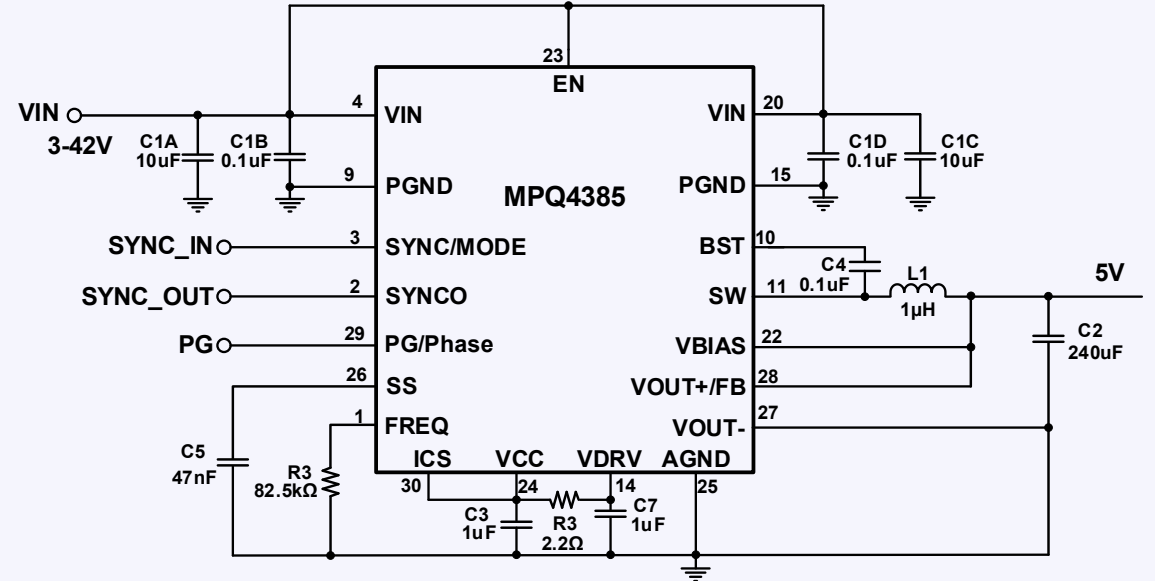 23
EN
VIN
3-42V
C1A
10uF
C1B
0.1uF
4
VIN
VIN
20
C1D
0.1uF
C1C
10uF
9
PGND
MPQ4385
PGND
15
SYNC_IN
3
SYNC/MODE
BST
10
C4
0.1uF
SYNC_OUT
2
SYNCO
SW
11
L1
1μH
5V
PG
29
PG/Phase
VBIAS
22
C2
240uF
26
SS
VOUT+/FB
28
1
FREQ
VOUT-
27
C5
47nF
R3
82.5kΩ
ICS
VCC
VDRV
AGND
30
24
14
25
C3
1uF
R3
2.2Ω
C7
1uF